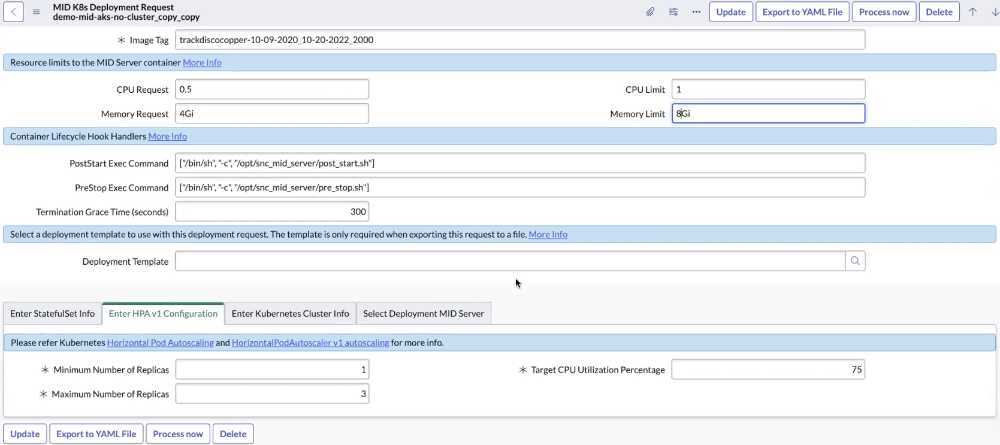 MID K8s Deployment Request
demo-mid-aks-no-cluster_copy_copy
Update Export to YAML File Process now Delete
Image Tag trackdiscocopper-10-09-2020_10-20-2022_2000
Resource limits to the MID Server container More Info
CPU Request 0.5 CPU Limit 1
Memory Request 4Gi Memory Limit 8Gi
Container Lifecycle Hook Handlers More Info
PostStart Exec Command ["/bin/sh", "-c", "/opt/snc_mid_server/post_start.sh"]
PreStop Exec Command ["/bin/sh", "-c", "/opt/snc_mid_server/pre_stop.sh"]
Termination Grace Time (seconds) 300
Select a deployment template to use with this deployment request. The template is only required when exporting this request to a file. More Info
Deployment Template
Enter StatefulSet Info Enter HPA v1 Configuration Enter Kubernetes Cluster Info Select Deployment MID Server
Please refer Kubernetes Horizontal Pod Autoscaling and HorizontalPodAutoscaler v1 autoscaling for more info.
Minimum Number of Replicas 1 Target CPU Utilization Percentage 75
Maximum Number of Replicas 3
Update Export to YAML File Process now Delete